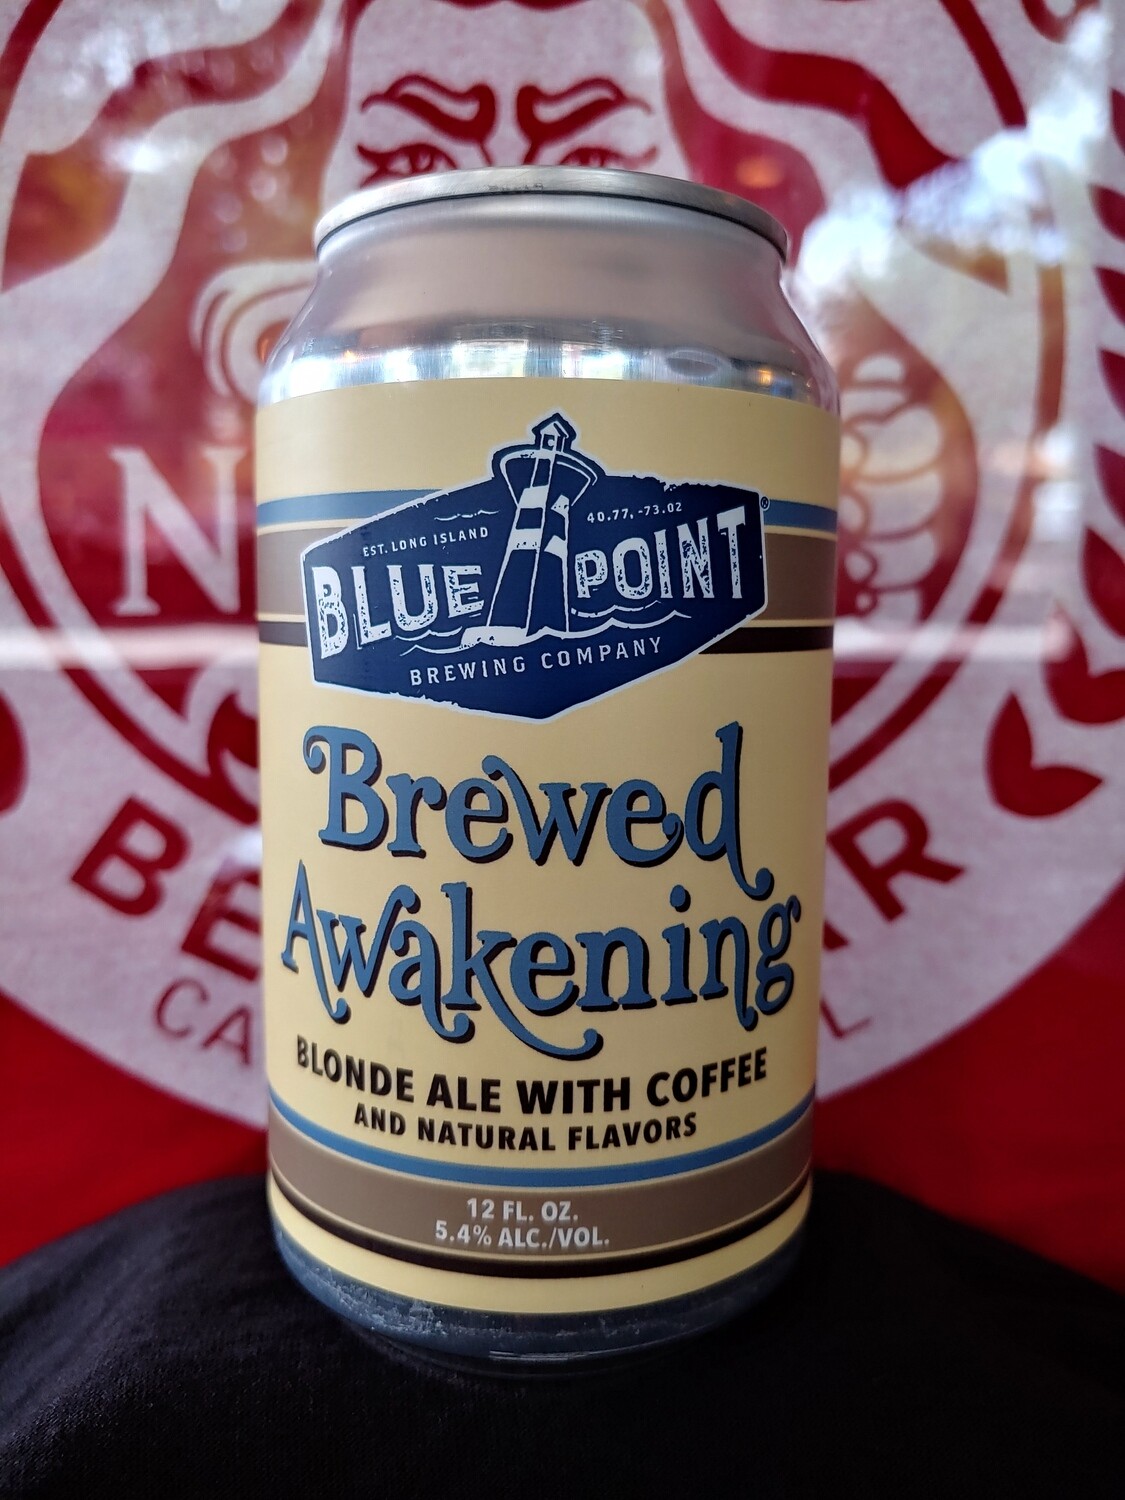 EST. LONG ISLAND
40.77, -73.02
BLUE POINT
®
BREWING COMPANY
Brewed
Awakening
BLONDE ALE WITH COFFEE
AND NATURAL FLAVORS
12 FL. OZ.
5.4% ALC./VOL.
N